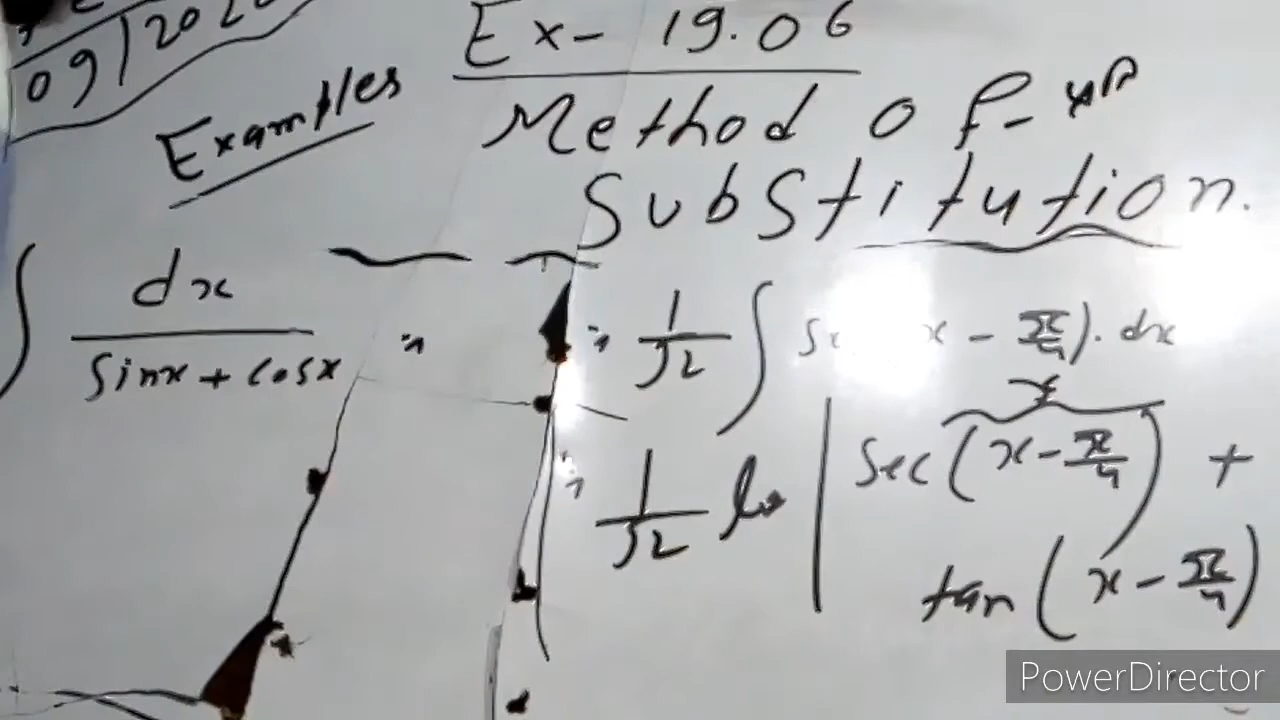 09/202
Ex- 19.06
Examples
Method of
Substitution.
∫ dx / Sinx + Cosx
= 1/√2 ∫ Se x - π/4). dx
= 1/√2 ln | Sec (x - π/4) +
tan (x - π/4)
PowerDirector